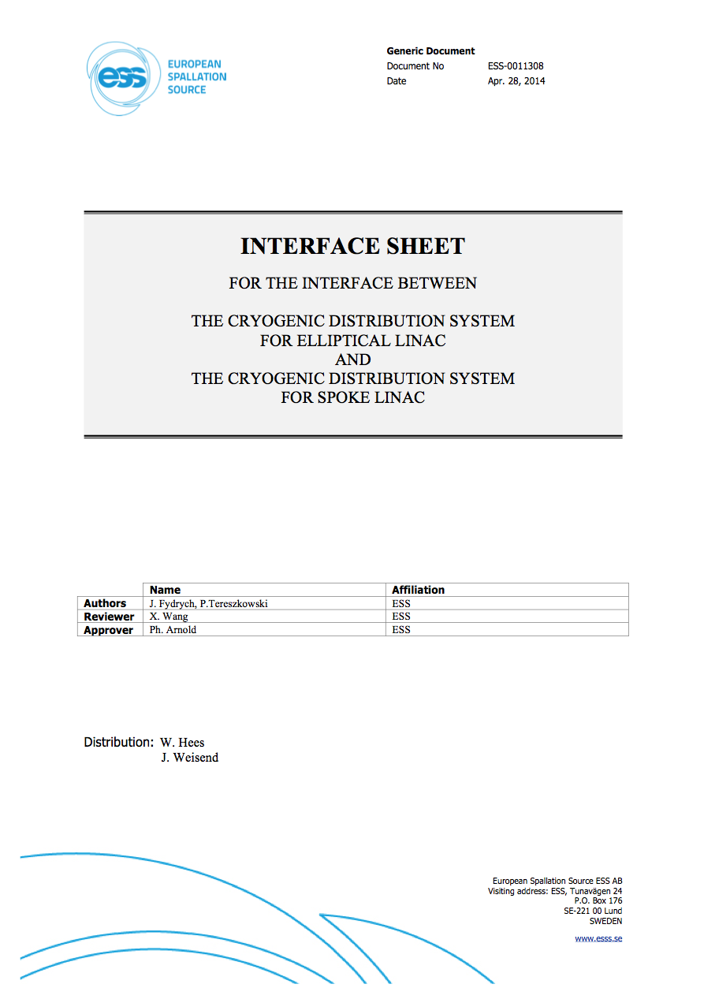 ess
EUROPEAN
SPALLATION
SOURCE
Generic Document
Document No ESS-0011308
Date Apr. 28, 2014
INTERFACE SHEET
FOR THE INTERFACE BETWEEN
THE CRYOGENIC DISTRIBUTION SYSTEM
FOR ELLIPTICAL LINAC
AND
THE CRYOGENIC DISTRIBUTION SYSTEM
FOR SPOKE LINAC
Name Affiliation
Authors J. Fydrych, P.Tereszkowski ESS
Reviewer X. Wang ESS
Approver Ph. Arnold ESS
Distribution: W. Hees
J. Weisend
European Spallation Source ESS AB
Visiting address: ESS, Tunavägen 24
P.O. Box 176
SE-221 00 Lund
SWEDEN
www.esss.se